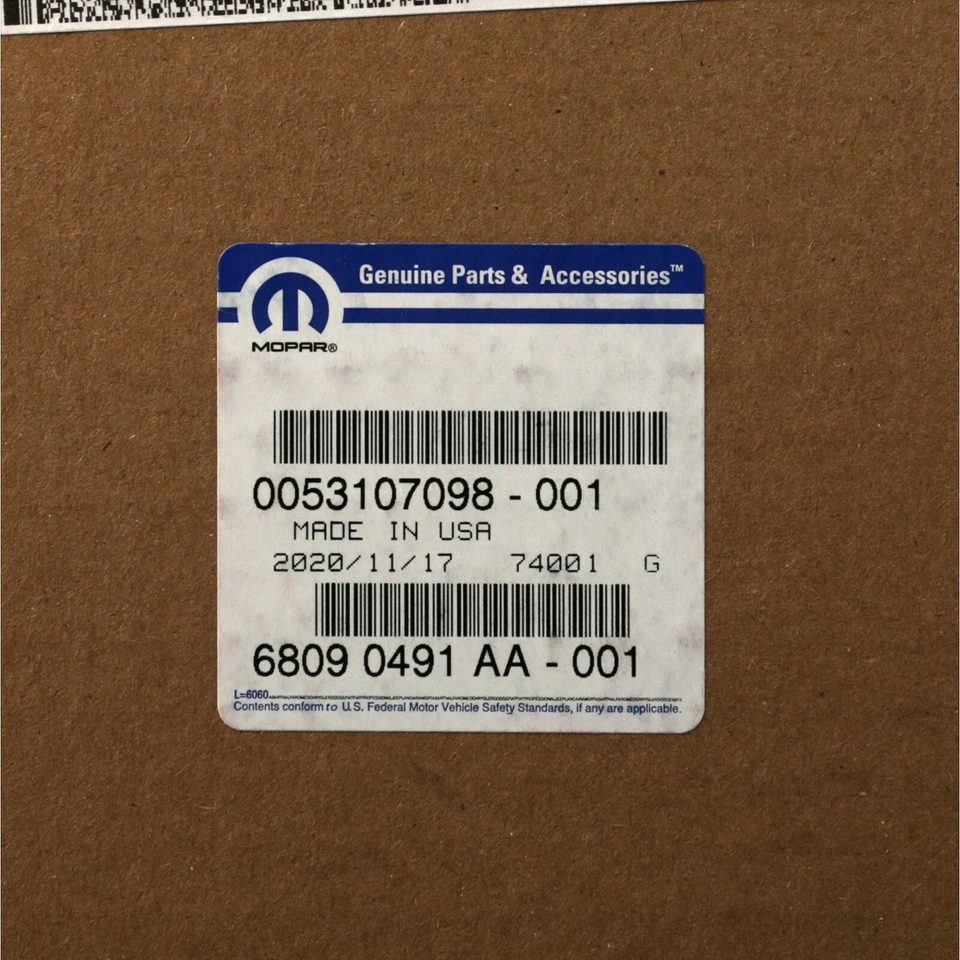 Genuine Parts & Accessories™
MOPAR®
0053107098 - 001
MADE IN USA
2020/11/17 74001 G
6809 0491 AA - 001
L=6060
Contents conform to U.S. Federal Motor Vehicle Safety Standards, if any are applicable.